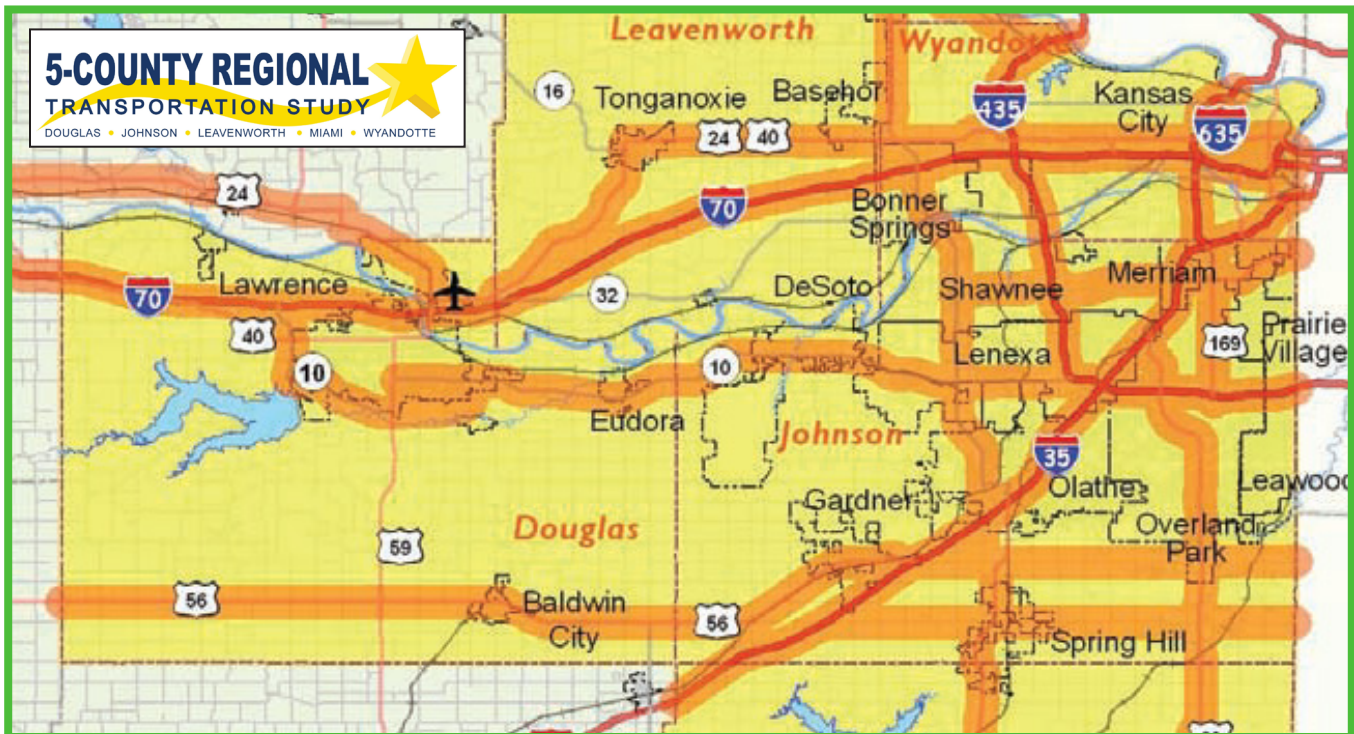 5-COUNTY REGIONAL
TRANSPORTATION STUDY
DOUGLAS • JOHNSON • LEAVENWORTH • MIAMI • WYANDOTTE
Leavenworth
Wyandotte
16
Tonganoxie
Basehor
24
40
435
Kansas
City
635
24
70
Bonner
Springs
70
Lawrence
32
DeSoto
Shawnee
Merriam
40
10
10
Lenexa
169
Prairie
Village
Eudora
Johnson
35
Gardner
Olathe
Leawood
Douglas
59
Overland
Park
56
Baldwin
City
56
Spring Hill